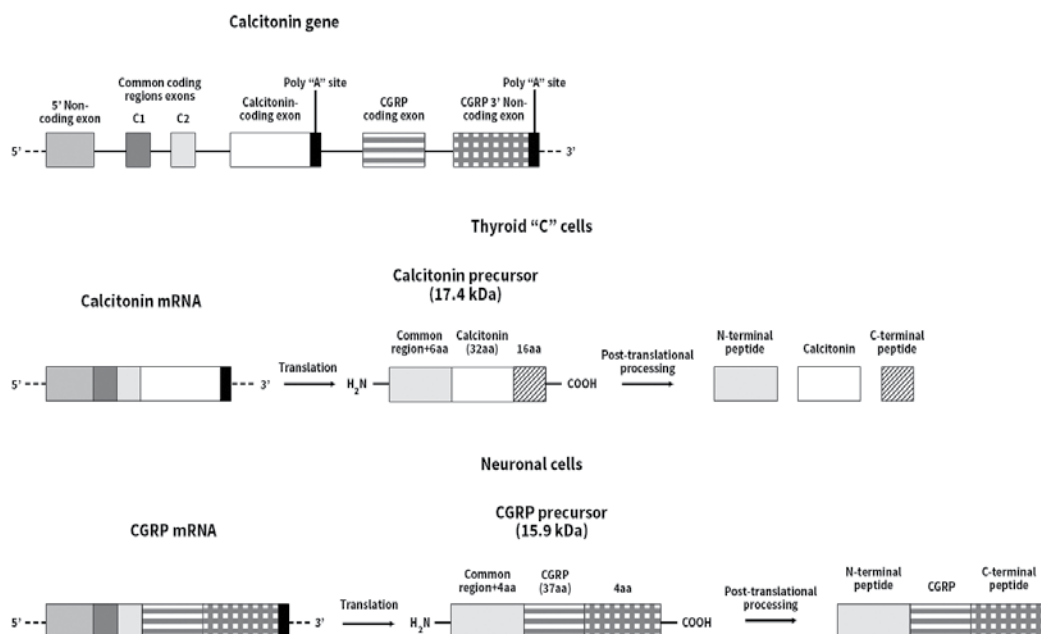 Calcitonin gene
Poly “A” site
Poly “A” site
Common coding
regions exons
5’ Non-
coding exon
C1
C2
Calcitonin-
coding exon
CGRP
coding exon
CGRP 3’ Non-
coding exon
5’
3’
Thyroid “C” cells
Calcitonin mRNA
Calcitonin precursor
(17.4 kDa)
Common
region+6aa
Calcitonin
(32aa)
16aa
N-terminal
peptide
Calcitonin
C-terminal
peptide
5’
3’
Translation
H2N
COOH
Post-translational
processing
Neuronal cells
CGRP mRNA
CGRP precursor
(15.9 kDa)
Common
region+4aa
CGRP
(37aa)
4aa
N-terminal
peptide
CGRP
C-terminal
peptide
5’
3’
Translation
H2N
COOH
Post-translational
processing